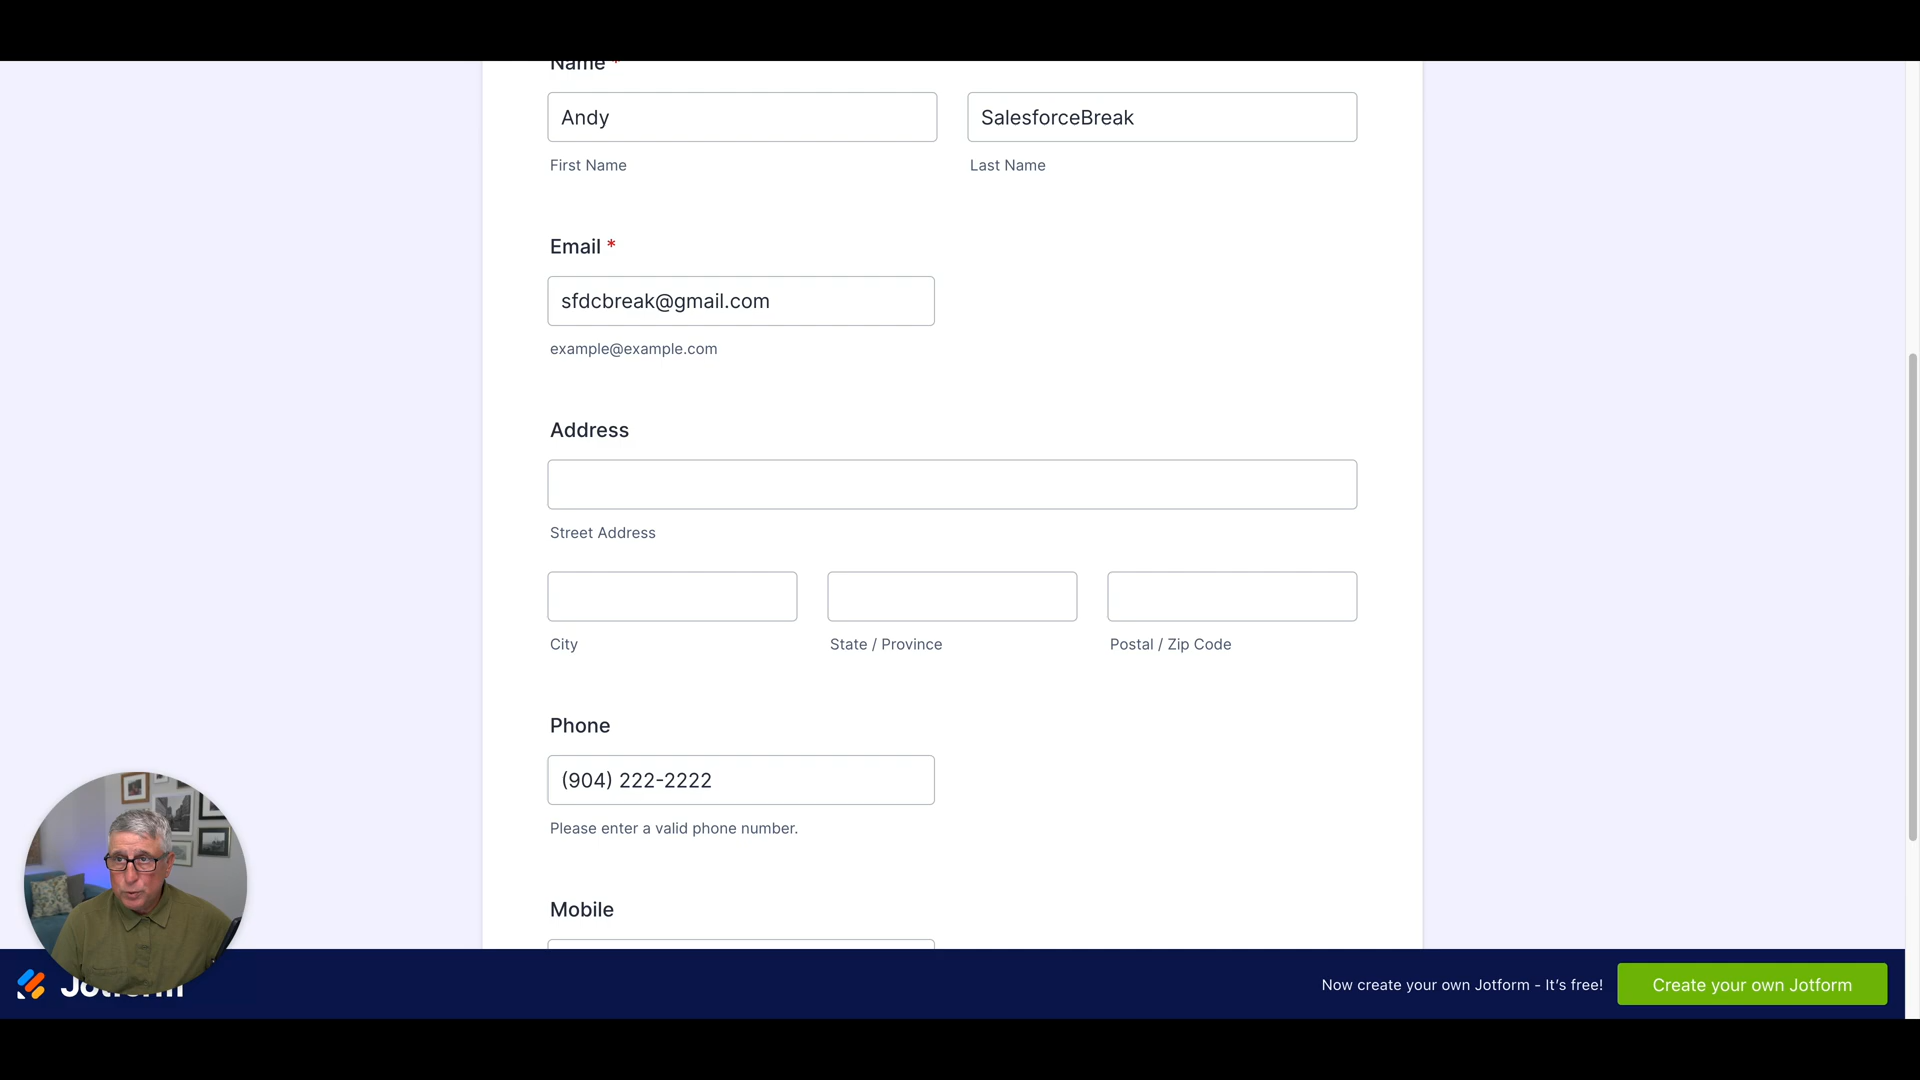 Name *
Andy SalesforceBreak
First Name Last Name
Email *
sfdcbreak@gmail.com
example@example.com
Address
Street Address
City State / Province Postal / Zip Code
Phone
(904) 222-2222
Please enter a valid phone number.
Mobile
Jotform Now create your own Jotform - It's free! Create your own Jotform